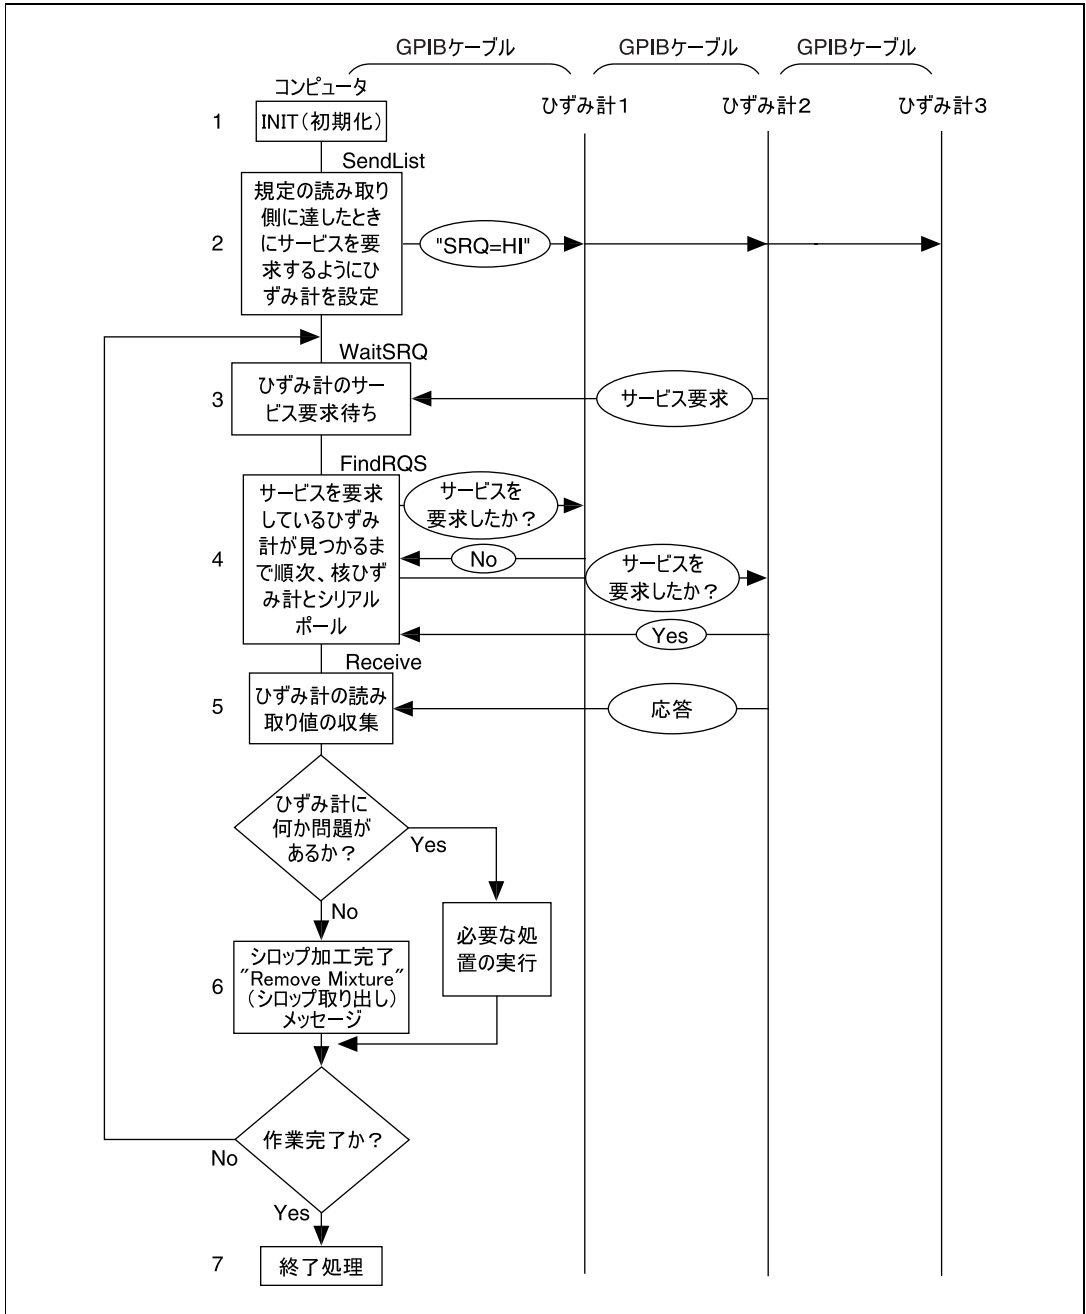 GPIBケーブル
GPIBケーブル
GPIBケーブル
コンピュータ
ひずみ計1
ひずみ計2
ひずみ計3
1
INIT(初期化)
SendList
2
規定の読み取り
側に達したとき
にサービスを要
求するようにひ
ずみ計を設定
"SRQ=HI"
WaitSRQ
3
ひずみ計のサー
ビス要求待ち
サービス要求
FindRQS
4
サービスを要求
しているひずみ
計が見つかるま
で順次、核ひず
み計とシリアル
ポール
サービスを
要求したか？
No
サービスを
要求したか？
Yes
Receive
5
ひずみ計の読み
取り値の収集
応答
ひずみ計に
何か問題が
あるか？
Yes
No
必要な処
置の実行
6
シロップ加工完了
"Remove Mixture"
(シロップ取り出し)
メッセージ
作業完了か？
No
Yes
7
終了処理